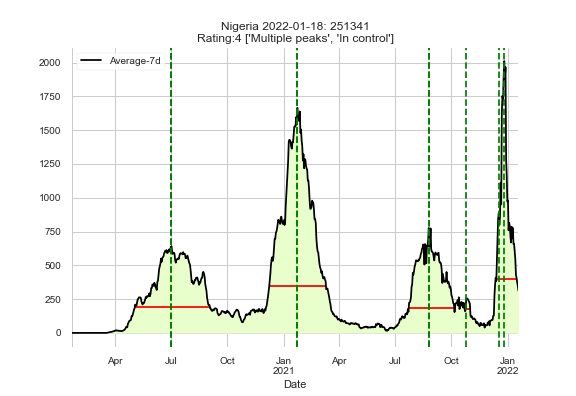 Nigeria 2022-01-18: 251341
Rating:4 ['Multiple peaks', 'In control']
Average-7d
2000
1750
1500
1250
1000
750
500
250
0
Apr Jul Oct Jan Apr Jul Oct Jan
2021 2022
Date